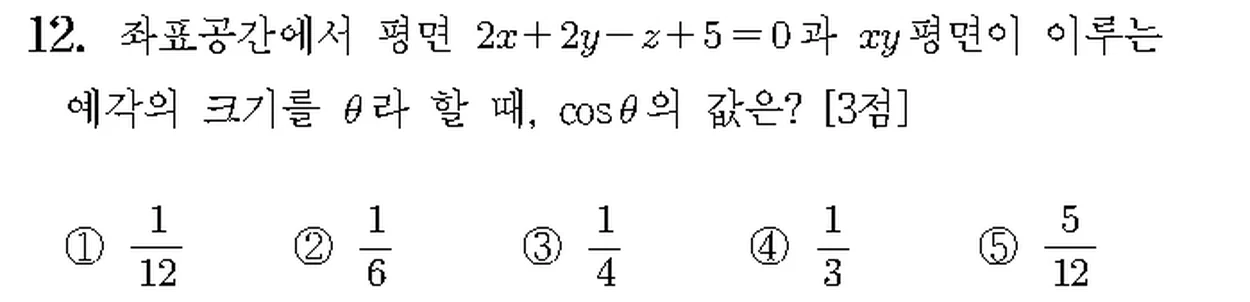 12. 좌표공간에서 평면 2x+2y−z+5=0과 xy평면이 이루는
예각의 크기를 θ라 할 때, cosθ의 값은? [3점]
① 1/12 ② 1/6 ③ 1/4 ④ 1/3 ⑤ 5/12